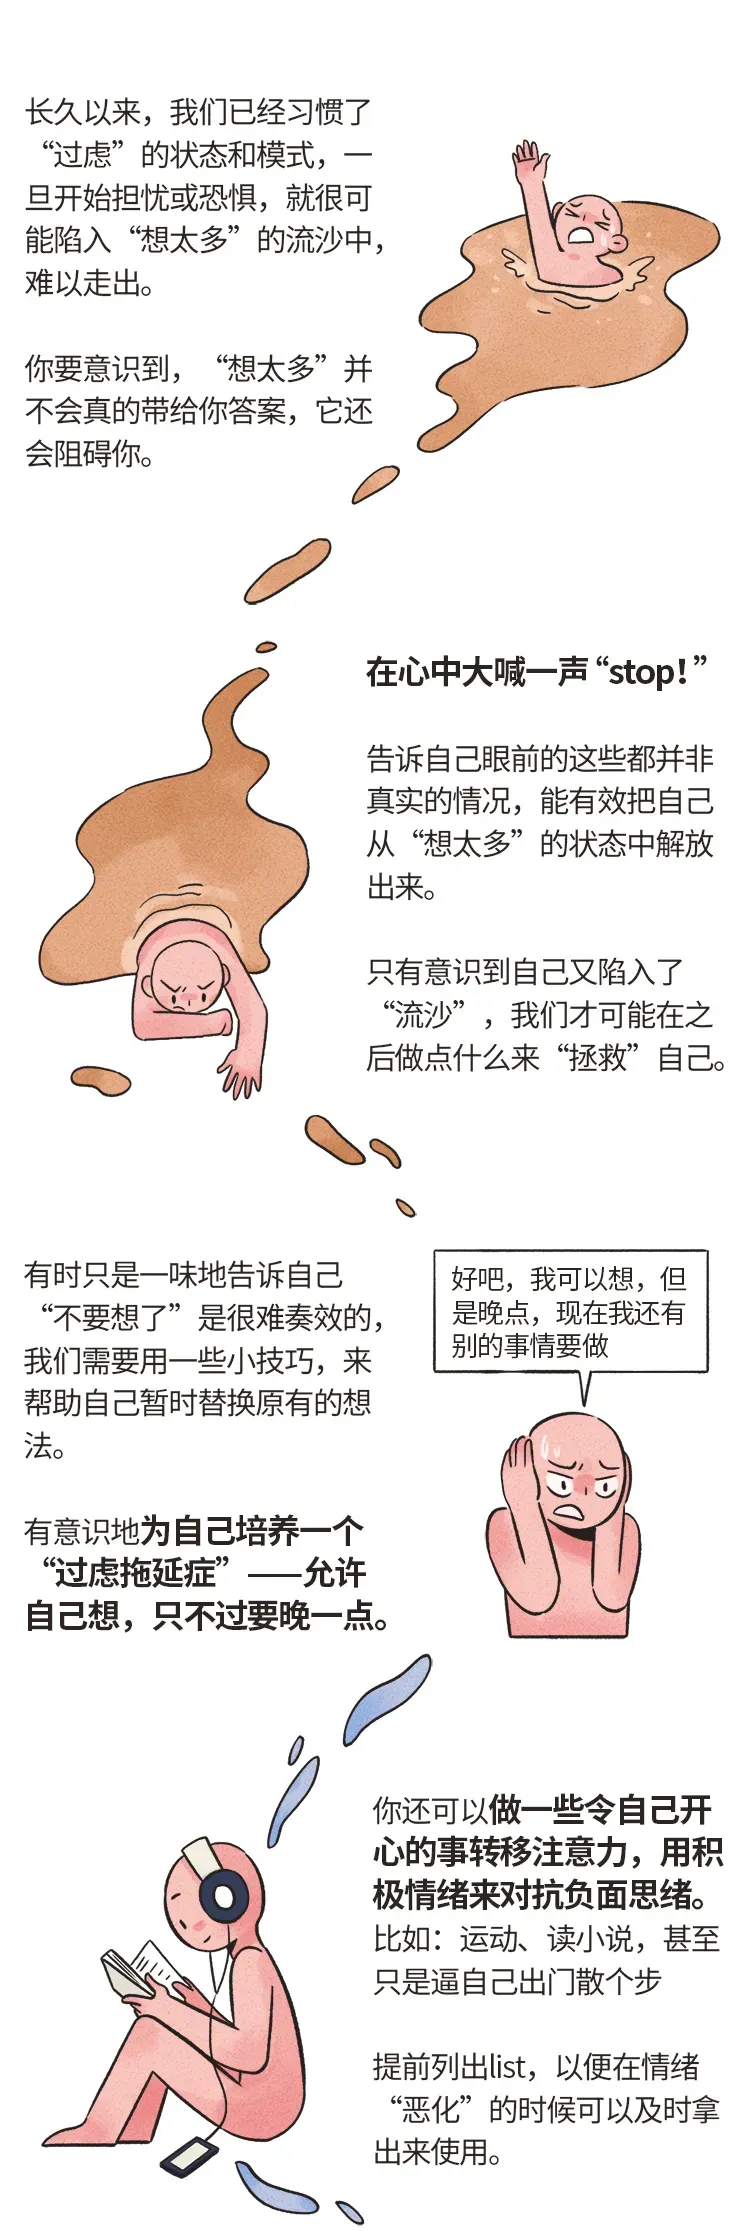 长久以来，我们已经习惯了
“过虑”的状态和模式，一
旦开始担忧或恐惧，就很可
能陷入“想太多”的流沙中，
难以走出。
你要意识到，“想太多”并
不会真的带给你答案，它还
会阻碍你。
在心中大喊一声“stop！”
告诉自己眼前的这些都并非
真实的情况，能有效把自己
从“想太多”的状态中解放
出来。
只有意识到自己又陷入了
“流沙”，我们才可能在之
后做点什么来“拯救”自己。
有时只是一味地告诉自己
“不要想了”是很难奏效的，
我们需要用一些小技巧，来
帮助自己暂时替换原有的想
法。
好吧，我可以想，但
是晚点，现在我还有
别的事情要做
有意识地为自己培养一个
“过虑拖延症”——允许
自己想，只不过要晚一点。
你还可以做一些令自己开
心的事转移注意力，用积
极情绪来对抗负面思绪。
比如：运动、读小说，甚至
只是逼自己出门散个步
提前列出list，以便在情绪
“恶化”的时候可以及时拿
出来使用。